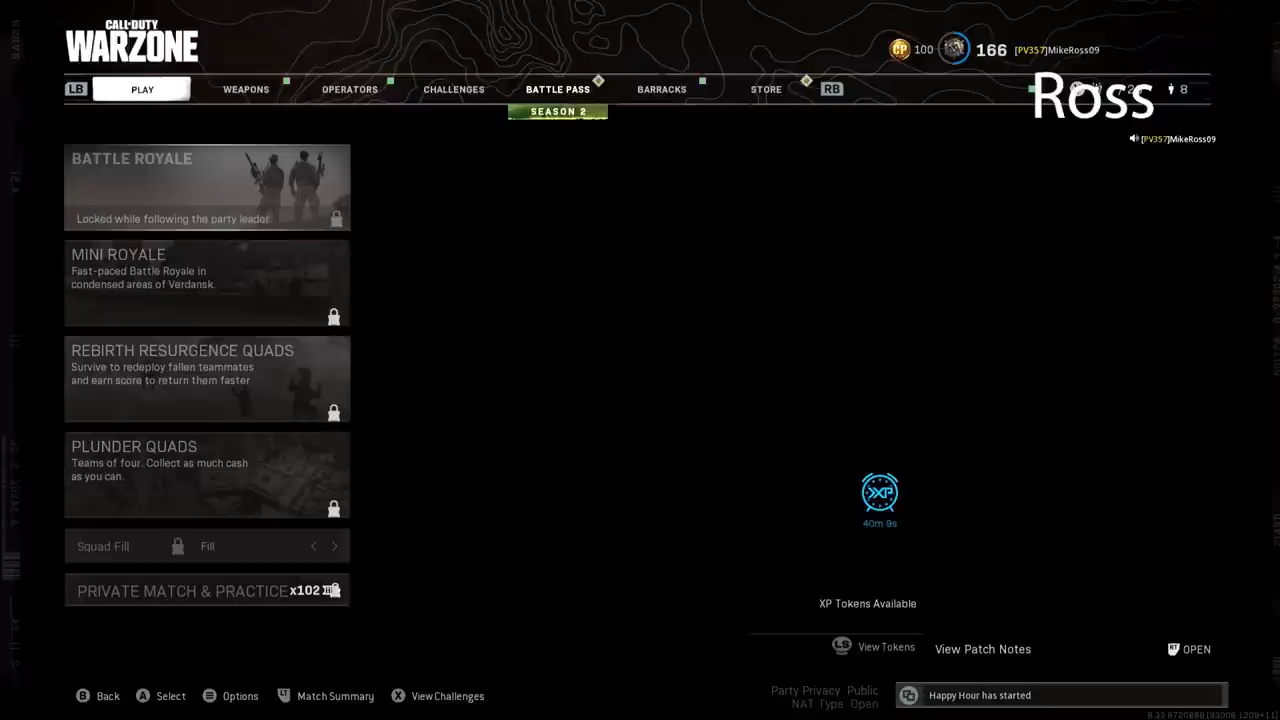 CALL OF DUTY
WARZONE
CP 100 166 [PV357]MikeRoss09
LB PLAY WEAPONS OPERATORS CHALLENGES BATTLE PASS BARRACKS STORE RB
8
Ross
SEASON 2
[PV357]MikeRoss09
BATTLE ROYALE
Locked while following the party leader.
MINI ROYALE
Fast-paced Battle Royale in
condensed areas of Verdansk.
REBIRTH RESURGENCE QUADS
Survive to redeploy fallen teammates
and earn score to return them faster
PLUNDER QUADS
Teams of four. Collect as much cash
as you can.
Squad Fill Fill
PRIVATE MATCH & PRACTICE x102
XP
40m 9s
XP Tokens Available
LS View Tokens
View Patch Notes RT OPEN
B Back A Select Options LT Match Summary X View Challenges
Party Privacy Public
NAT Type Open
Happy Hour has started